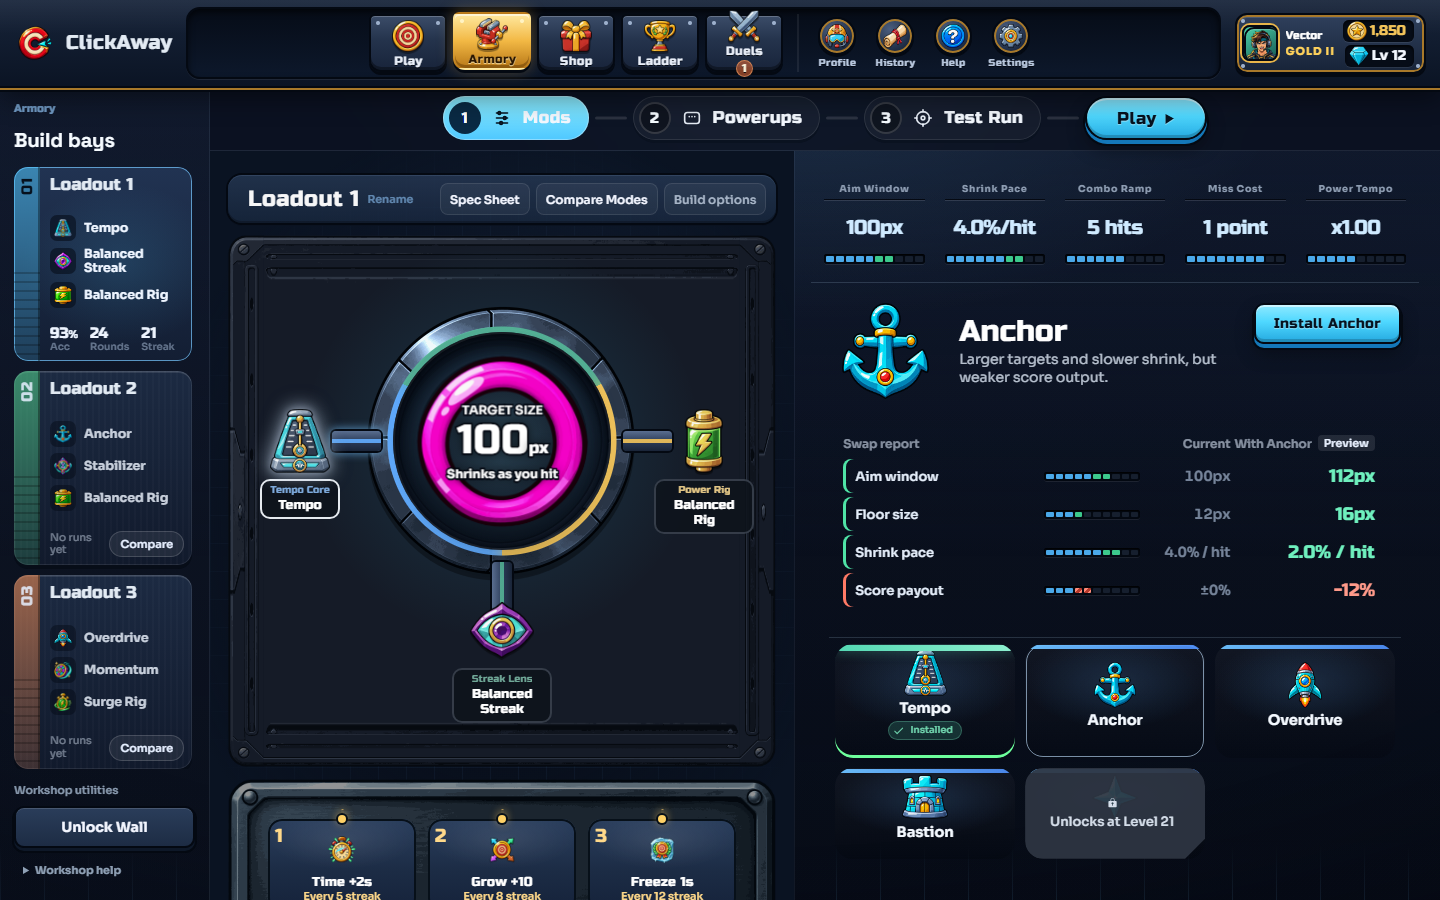 ClickAway
Play
Armory
Shop
Ladder
Duels
1
Profile
History
Help
Settings
Vector
GOLD II
1,850
Lv 12
Armory
Build bays
01
Loadout 1
Tempo
Balanced
Streak
Balanced Rig
93% 24 21
Acc Rounds Streak
02
Loadout 2
Anchor
Stabilizer
Balanced Rig
No runs
yet
Compare
03
Loadout 3
Overdrive
Momentum
Surge Rig
No runs
yet
Compare
Workshop utilities
Unlock Wall
Workshop help
1 Mods
2 Powerups
3 Test Run
Play
Loadout 1 Rename
Spec Sheet
Compare Modes
Build options
TARGET SIZE
100px
Shrinks as you hit
Tempo Core
Tempo
Power Rig
Balanced
Rig
Streak Lens
Balanced
Streak
1
Time +2s
Every 5 streak
2
Grow +10
Every 8 streak
3
Freeze 1s
Every 12 streak
Aim Window Shrink Pace Combo Ramp Miss Cost Power Tempo
100px 4.0%/hit 5 hits 1 point x1.00
Anchor
Larger targets and slower shrink, but
weaker score output.
Install Anchor
Swap report Current With Anchor Preview
Aim window 100px 112px
Floor size 12px 16px
Shrink pace 4.0% / hit 2.0% / hit
Score payout ±0% -12%
Tempo
Installed
Anchor
Overdrive
Bastion
Unlocks at Level 21